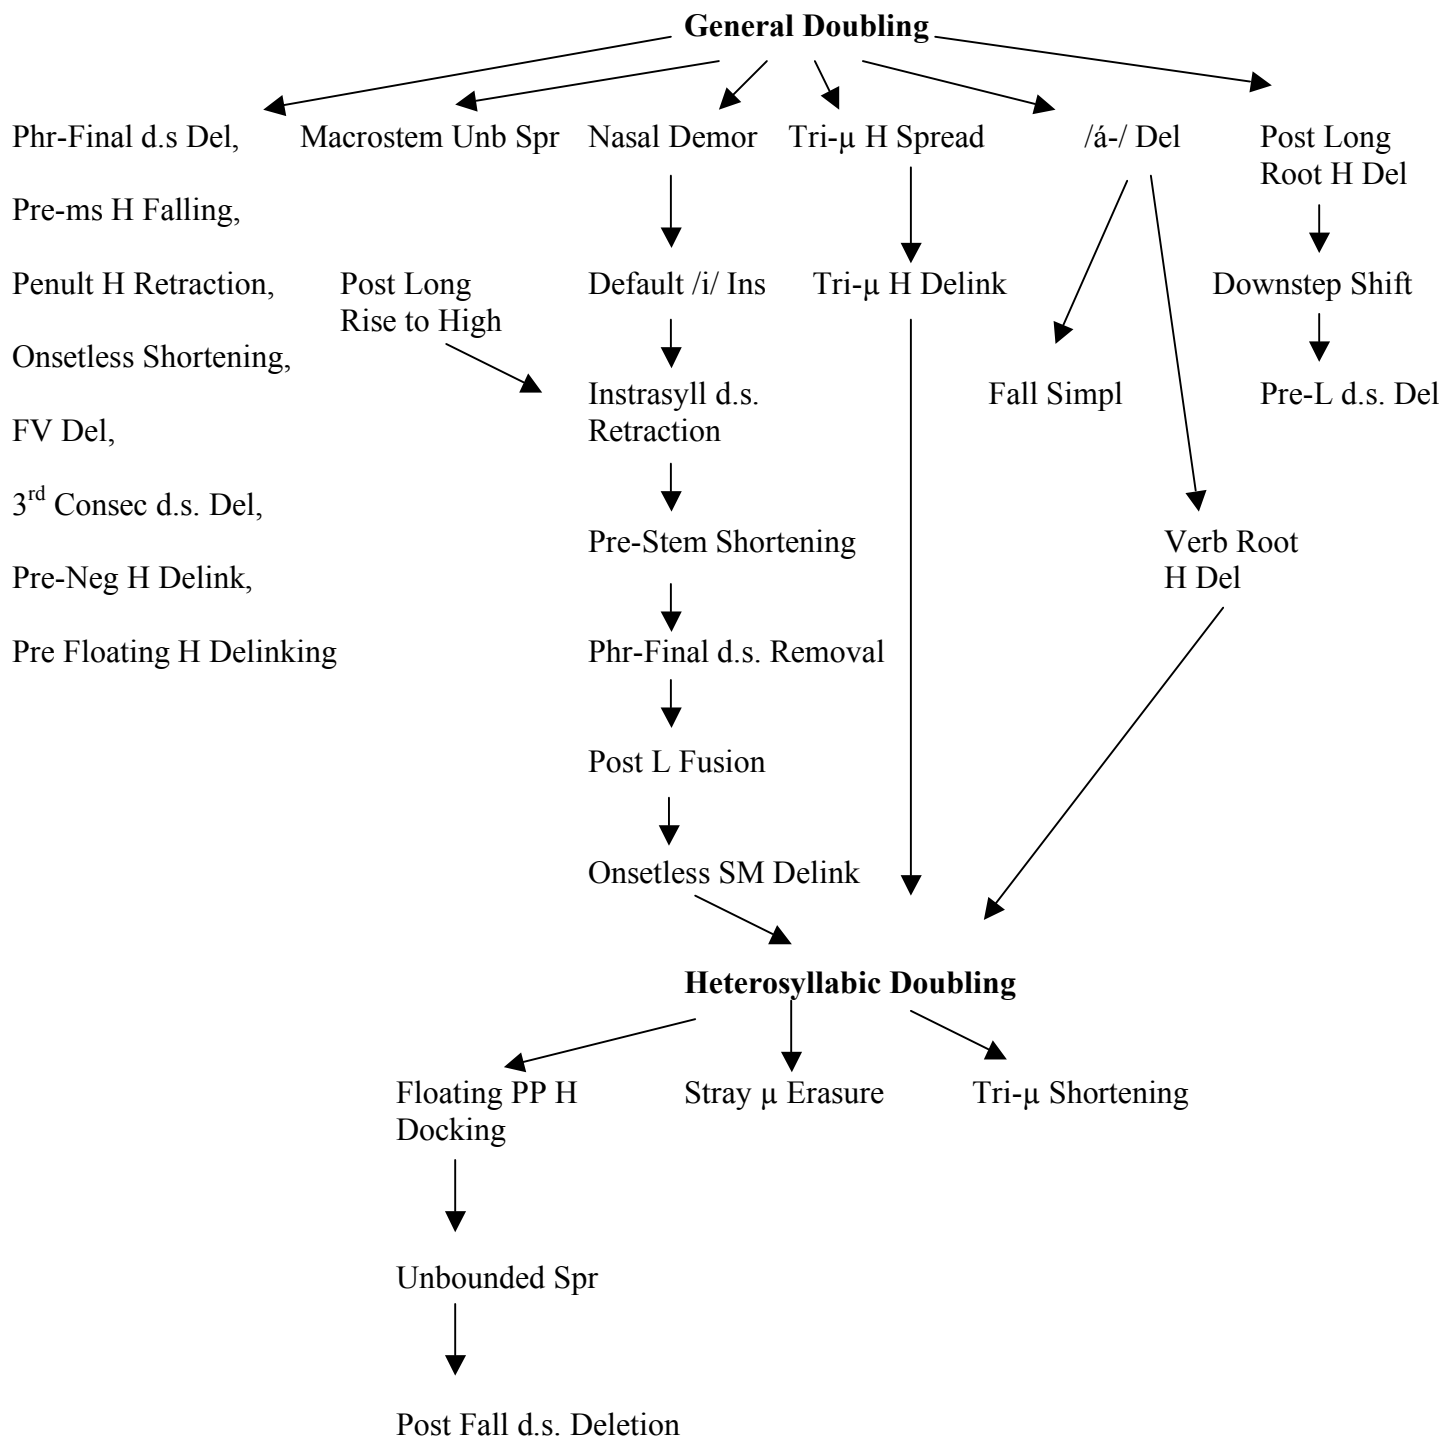 General Doubling
Phr-Final d.s Del,
Macrostem Unb Spr
Nasal Demor
Tri-µ H Spread
/á-/ Del
Post Long
Root H Del
Pre-ms H Falling,
Penult H Retraction,
Post Long
Rise to High
Default /i/ Ins
Tri-µ H Delink
Downstep Shift
Onsetless Shortening,
Instrasyll d.s.
Retraction
Fall Simpl
Pre-L d.s. Del
FV Del,
3rd Consec d.s. Del,
Pre-Stem Shortening
Verb Root
H Del
Pre-Neg H Delink,
Pre Floating H Delinking
Phr-Final d.s. Removal
Post L Fusion
Onsetless SM Delink
Heterosyllabic Doubling
Floating PP H
Docking
Stray µ Erasure
Tri-µ Shortening
Unbounded Spr
Post Fall d.s. Deletion